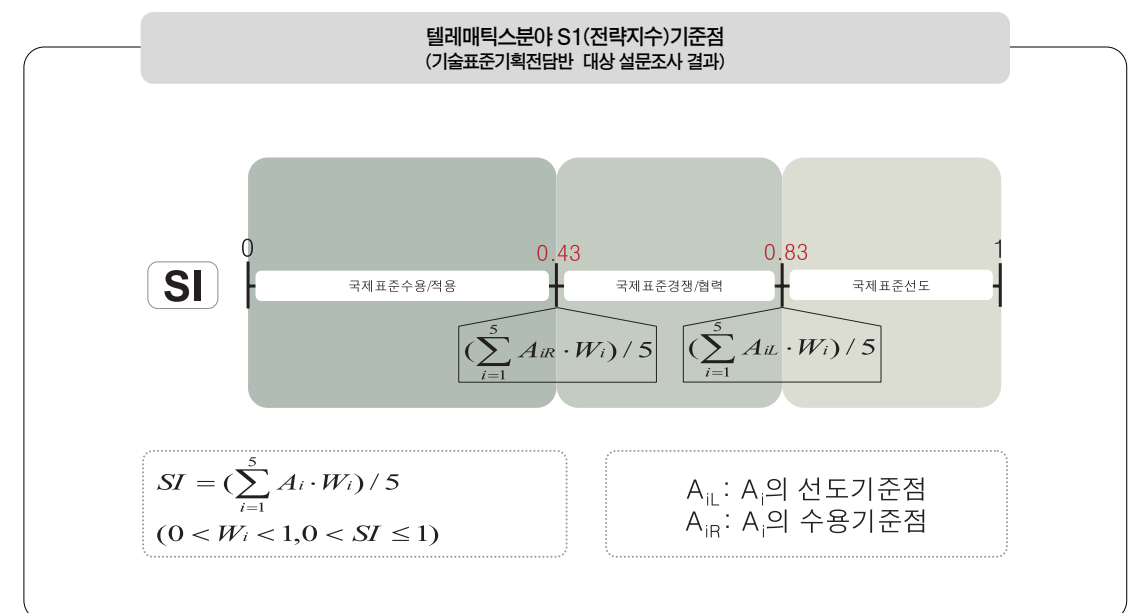 텔레매틱스분야 S1(전략지수)기준점
(기술표준기획전담반 대상 설문조사 결과)
0 0.43 0.83 1
SI 국제표준수용/적용 국제표준경쟁/협력 국제표준선도
(∑_{i=1}^{5} A_{iR} · W_i) / 5 (∑_{i=1}^{5} A_{iL} · W_i) / 5
SI = (∑_{i=1}^{5} A_i · W_i) / 5
(0 < W_i < 1,0 < SI ≤ 1)
A_{iL}: A_i의 선도기준점
A_{iR}: A_i의 수용기준점